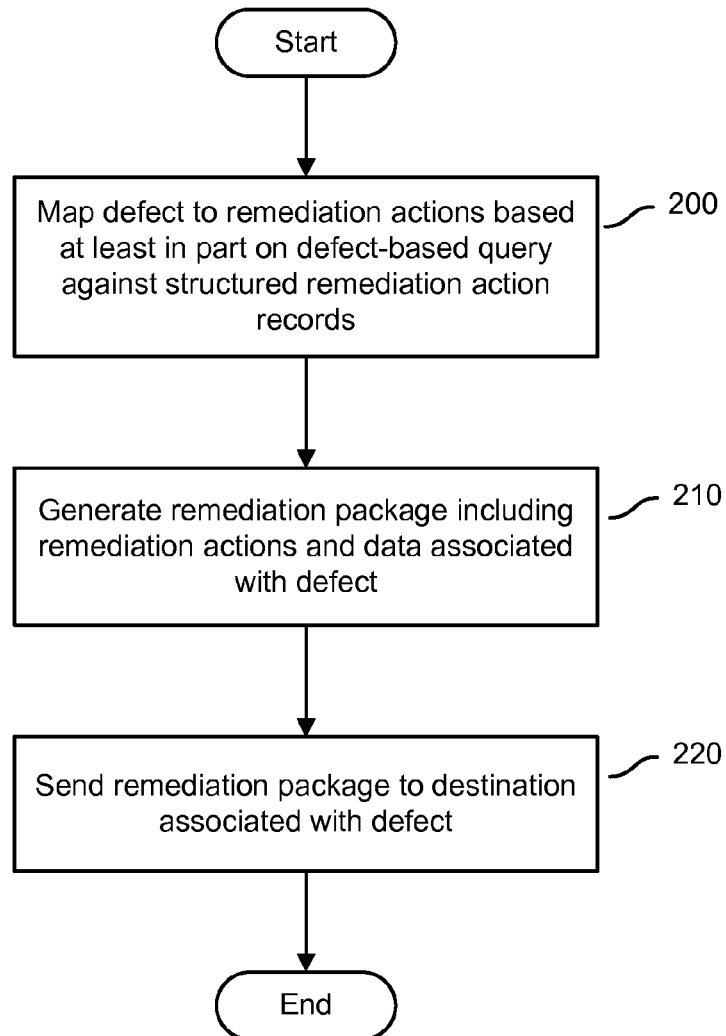 Start
Map defect to remediation actions based
at least in part on defect-based query
against structured remediation action
records
200
Generate remediation package including
remediation actions and data associated
with defect
210
Send remediation package to destination
associated with defect
220
End